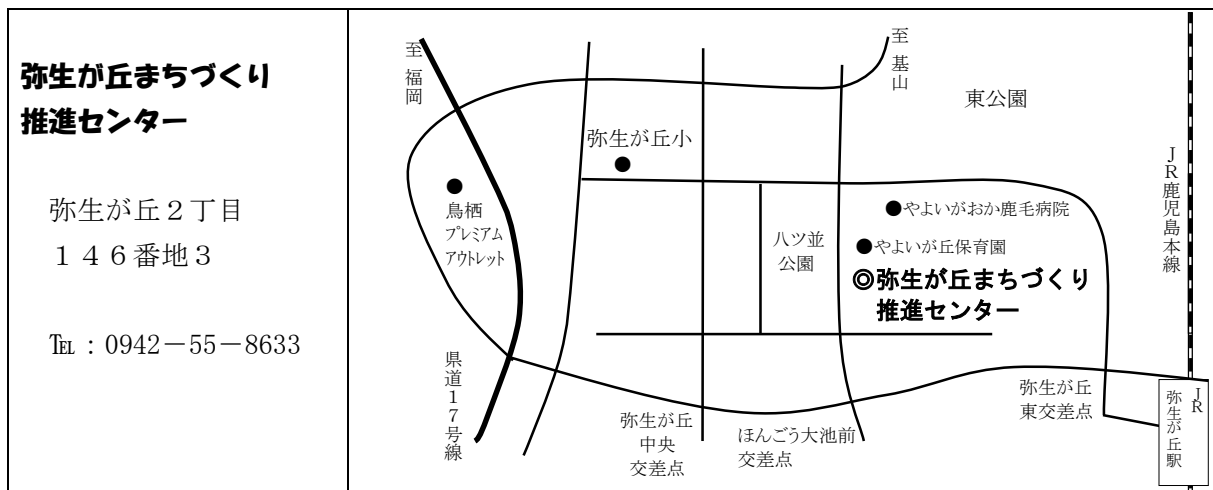 弥生が丘まちづくり
推進センター
弥生が丘２丁目
１４６番地３
℡：0942－55－8633
至福岡
至基山
東公園
弥生が丘小
JR鹿児島本線
●やよいがおか鹿毛病院
鳥栖
プレミアム
アウトレット
八ツ並
公園
●やよいが丘保育園
◎弥生が丘まちづくり
推進センター
県道17号線
弥生が丘
中央
交差点
ほんごう大池前
交差点
弥生が丘
東交差点
JR
弥生が丘駅